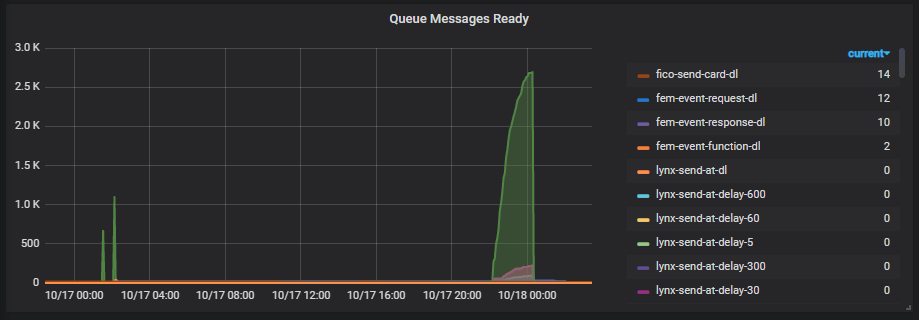 Queue Messages Ready
3.0 K
2.5 K
2.0 K
1.5 K
1.0 K
500
0
10/17 00:00 10/17 04:00 10/17 08:00 10/17 12:00 10/17 16:00 10/17 20:00 10/18 00:00
current
fico-send-card-dl 14
fem-event-request-dl 12
fem-event-response-dl 10
fem-event-function-dl 2
lynx-send-at-dl 0
lynx-send-at-delay-600 0
lynx-send-at-delay-60 0
lynx-send-at-delay-5 0
lynx-send-at-delay-300 0
lynx-send-at-delay-30 0